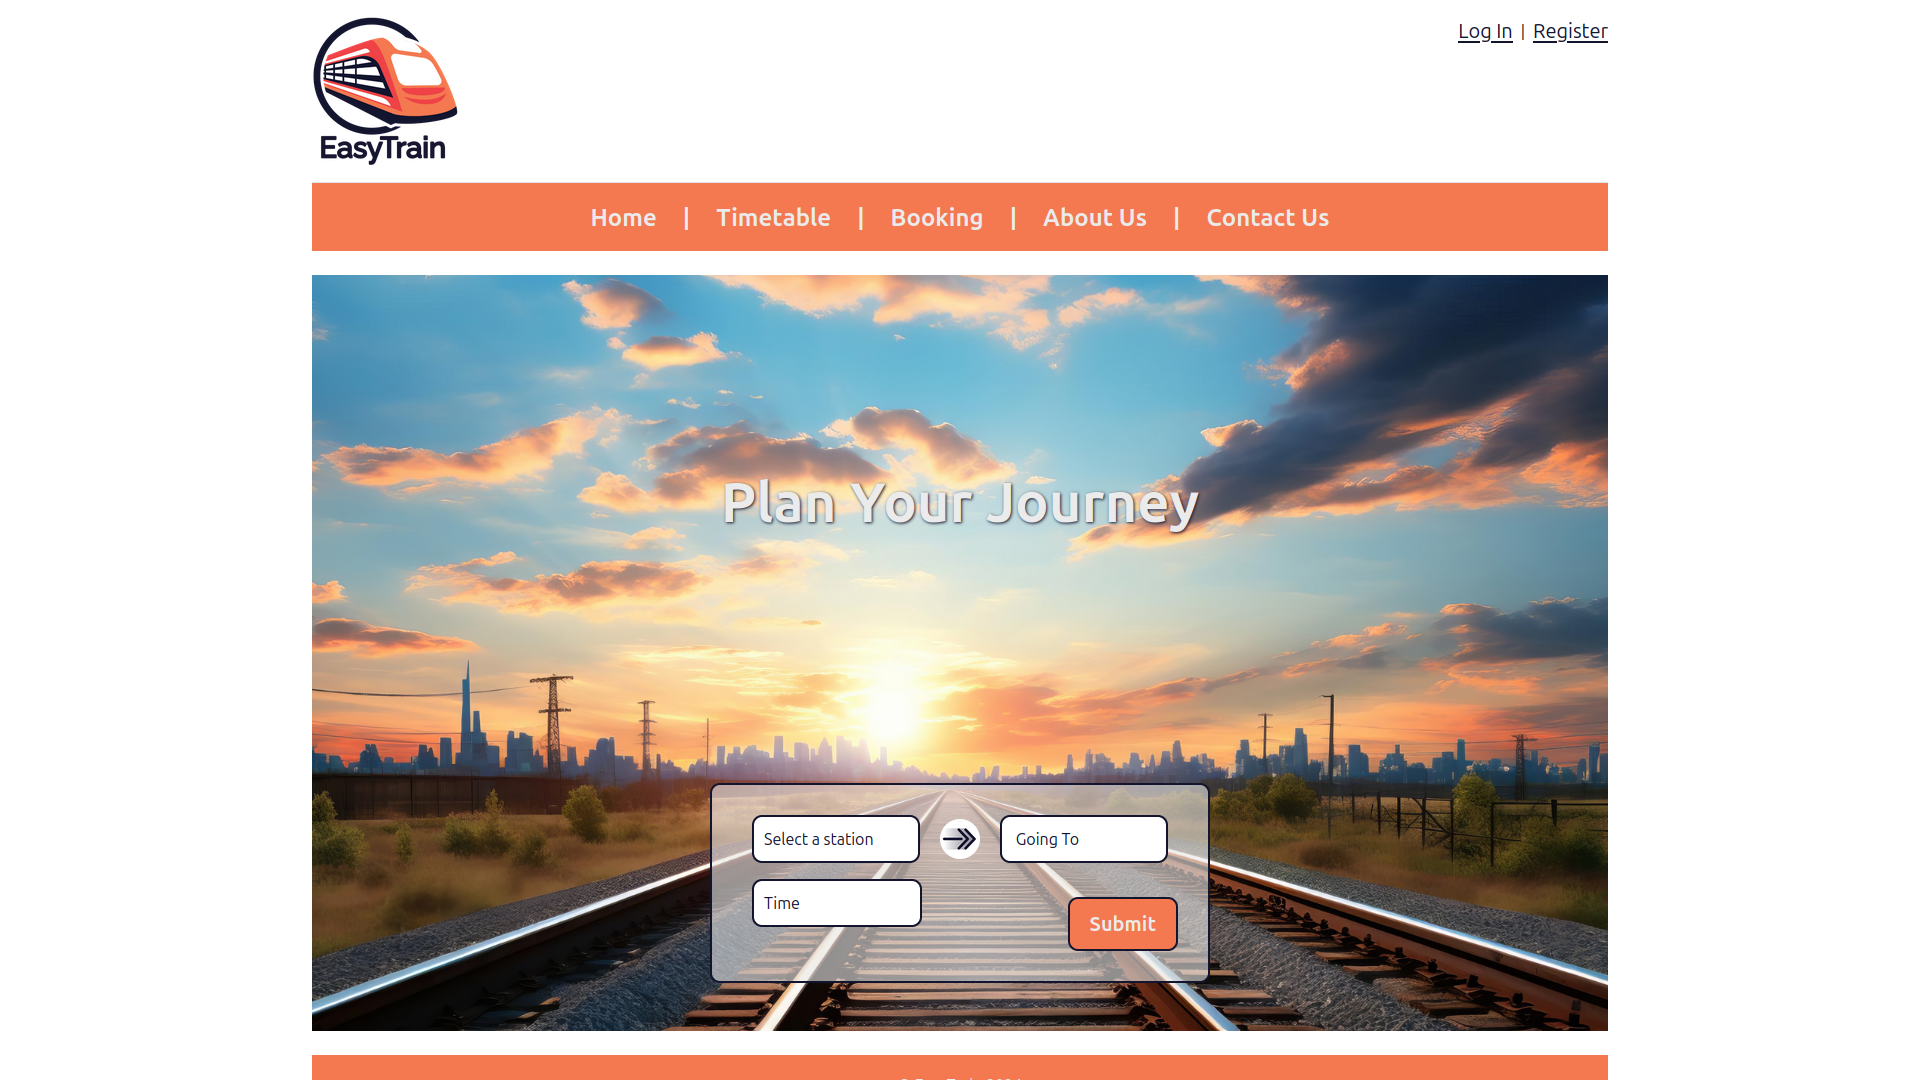 EasyTrain
Log In | Register
Home | Timetable | Booking | About Us | Contact Us
Plan Your Journey
Select a station
Going To
Time
Submit